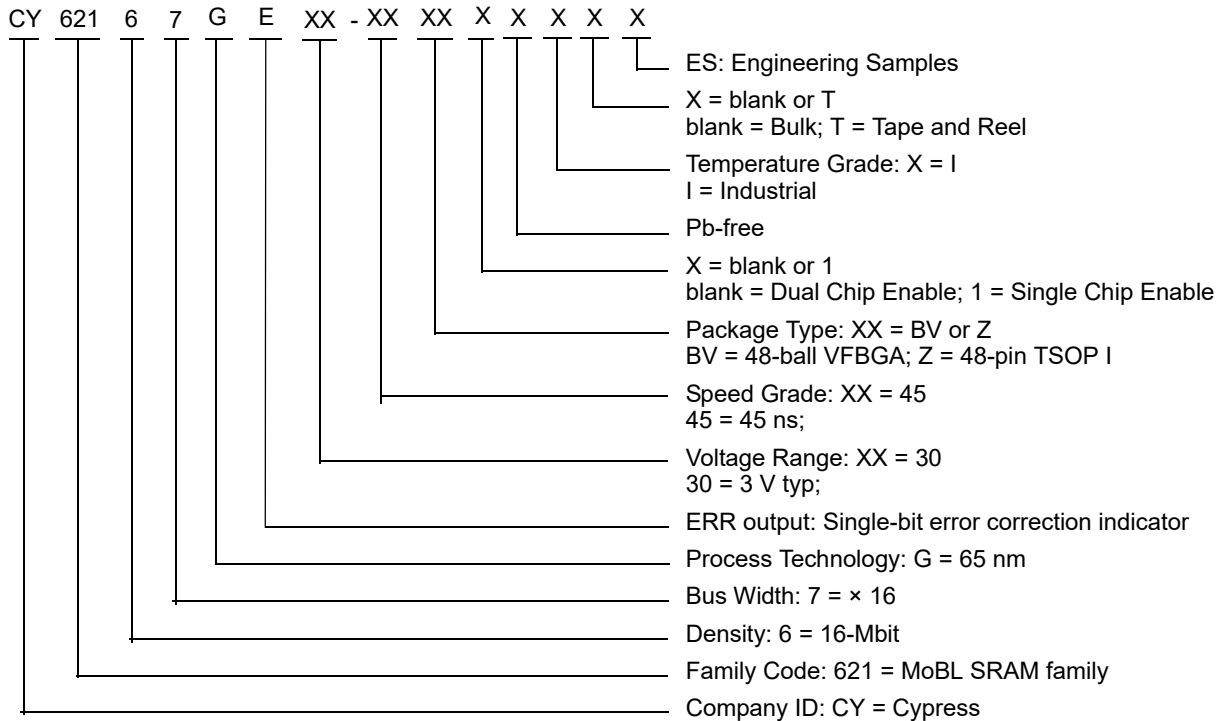 CY 621 6 7 G E XX - XX XX X X X X X
ES: Engineering Samples
X = blank or T
blank = Bulk; T = Tape and Reel
Temperature Grade: X = I
I = Industrial
Pb-free
X = blank or 1
blank = Dual Chip Enable; 1 = Single Chip Enable
Package Type: XX = BV or Z
BV = 48-ball VFBGA; Z = 48-pin TSOP I
Speed Grade: XX = 45
45 = 45 ns;
Voltage Range: XX = 30
30 = 3 V typ;
ERR output: Single-bit error correction indicator
Process Technology: G = 65 nm
Bus Width: 7 = × 16
Density: 6 = 16-Mbit
Family Code: 621 = MoBL SRAM family
Company ID: CY = Cypress